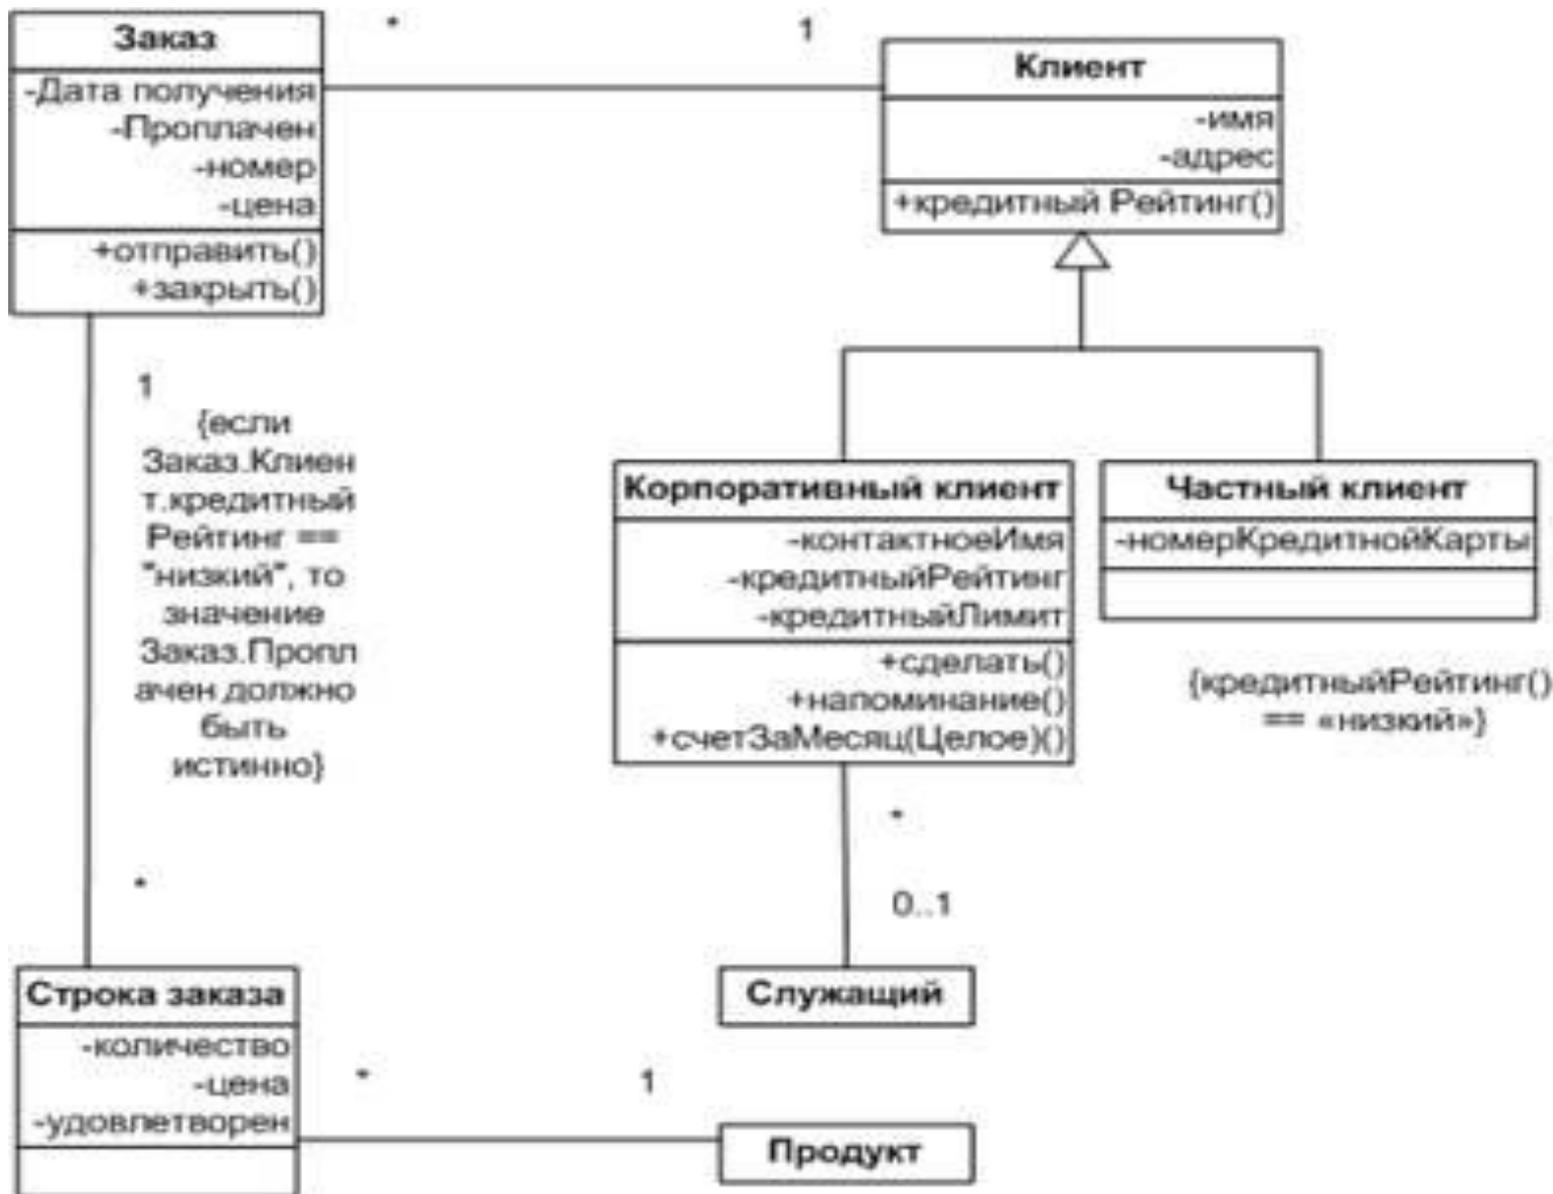 *
1
Заказ
-Дата получения
-Проплачен
-номер
-цена
+отправить()
+закрыть()
Клиент
-имя
-адрес
+кредитный Рейтинг()
1
{если
Заказ.Клиен
т.кредитный
Рейтинг ==
"низкий", то
значение
Заказ.Пропл
ачен должно
быть
истинно}
*
Корпоративный клиент
-контактноеИмя
-кредитныйРейтинг
-кредитныйЛимит
+сделать()
+напоминание()
+счетЗаМесяц(Целое)()
Частный клиент
-номерКредитнойКарты
{кредитныйРейтинг()
== «низкий»}
*
0..1
Служащий
Строка заказа
-количество
-цена
-удовлетворен
*
1
Продукт